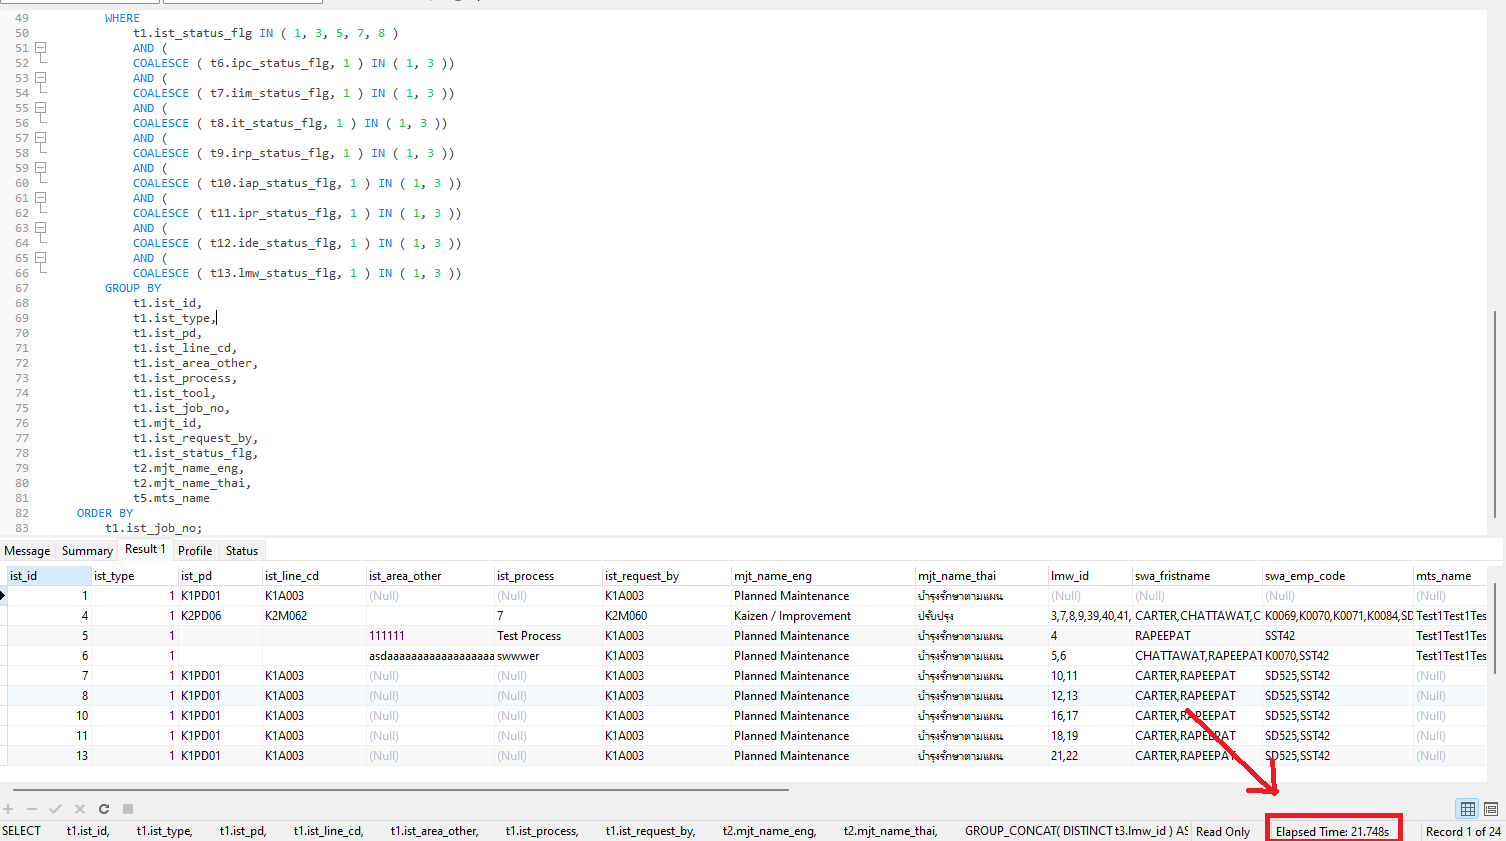 49 WHERE
50 t1.ist_status_flg IN ( 1, 3, 5, 7, 8 )
51 AND (
52 COALESCE ( t6.ipc_status_flg, 1 ) IN ( 1, 3 ))
53 AND (
54 COALESCE ( t7.iim_status_flg, 1 ) IN ( 1, 3 ))
55 AND (
56 COALESCE ( t8.it_status_flg, 1 ) IN ( 1, 3 ))
57 AND (
58 COALESCE ( t9.irp_status_flg, 1 ) IN ( 1, 3 ))
59 AND (
60 COALESCE ( t10.iap_status_flg, 1 ) IN ( 1, 3 ))
61 AND (
62 COALESCE ( t11.ipr_status_flg, 1 ) IN ( 1, 3 ))
63 AND (
64 COALESCE ( t12.ide_status_flg, 1 ) IN ( 1, 3 ))
65 AND (
66 COALESCE ( t13.lmw_status_flg, 1 ) IN ( 1, 3 ))
67 GROUP BY
68 t1.ist_id,
69 t1.ist_type,
70 t1.ist_pd,
71 t1.ist_line_cd,
72 t1.ist_area_other,
73 t1.ist_process,
74 t1.ist_tool,
75 t1.ist_job_no,
76 t1.mjt_id,
77 t1.ist_request_by,
78 t1.ist_status_flg,
79 t2.mjt_name_eng,
80 t2.mjt_name_thai,
81 t5.mts_name
82 ORDER BY
83 t1.ist_job_no;
Message Summary Result 1 Profile Status
ist_id ist_type ist_pd ist_line_cd ist_area_other ist_process ist_request_by mjt_name_eng mjt_name_thai lmw_id swa_fristname swa_emp_code mts_name
1 1 K1PD01 K1A003 (Null) (Null) K1A003 Planned Maintenance บำรุงรักษาตามแผน (Null) (Null) (Null) (Null)
4 1 K2PD06 K2M062 7 K2M060 Kaizen / Improvement ปรับปรุง 3,7,8,9,39,40,41, CARTER,CHATTAWAT,C K0069,K0070,K0071,K0084,SD Test1Test1Tes
5 1 111111 Test Process K1A003 Planned Maintenance บำรุงรักษาตามแผน 4 RAPEEPAT SST42 Test1Test1Tes
6 1 asdaaaaaaaaaaaaaaaaaaa swwwer K1A003 Planned Maintenance บำรุงรักษาตามแผน 5,6 CHATTAWAT,RAPEEPAT K0070,SST42 Test1Test1Tes
7 1 K1PD01 K1A003 (Null) (Null) K1A003 Planned Maintenance บำรุงรักษาตามแผน 10,11 CARTER,RAPEEPAT SD525,SST42 (Null)
8 1 K1PD01 K1A003 (Null) (Null) K1A003 Planned Maintenance บำรุงรักษาตามแผน 12,13 CARTER,RAPEEPAT SD525,SST42 (Null)
10 1 K1PD01 K1A003 (Null) (Null) K1A003 Planned Maintenance บำรุงรักษาตามแผน 16,17 CARTER,RAPEEPAT SD525,SST42 (Null)
11 1 K1PD01 K1A003 (Null) (Null) K1A003 Planned Maintenance บำรุงรักษาตามแผน 18,19 CARTER,RAPEEPAT SD525,SST42 (Null)
13 1 K1PD01 K1A003 (Null) (Null) K1A003 Planned Maintenance บำรุงรักษาตามแผน 21,22 CARTER,RAPEEPAT SD525,SST42 (Null)
SELECT t1.ist_id, t1.ist_type, t1.ist_pd, t1.ist_line_cd, t1.ist_area_other, t1.ist_process, t1.ist_request_by, t2.mjt_name_eng, t2.mjt_name_thai, GROUP_CONCAT( DISTINCT t3.lmw_id ) AS Read Only Elapsed Time: 21.748s Record 1 of 24